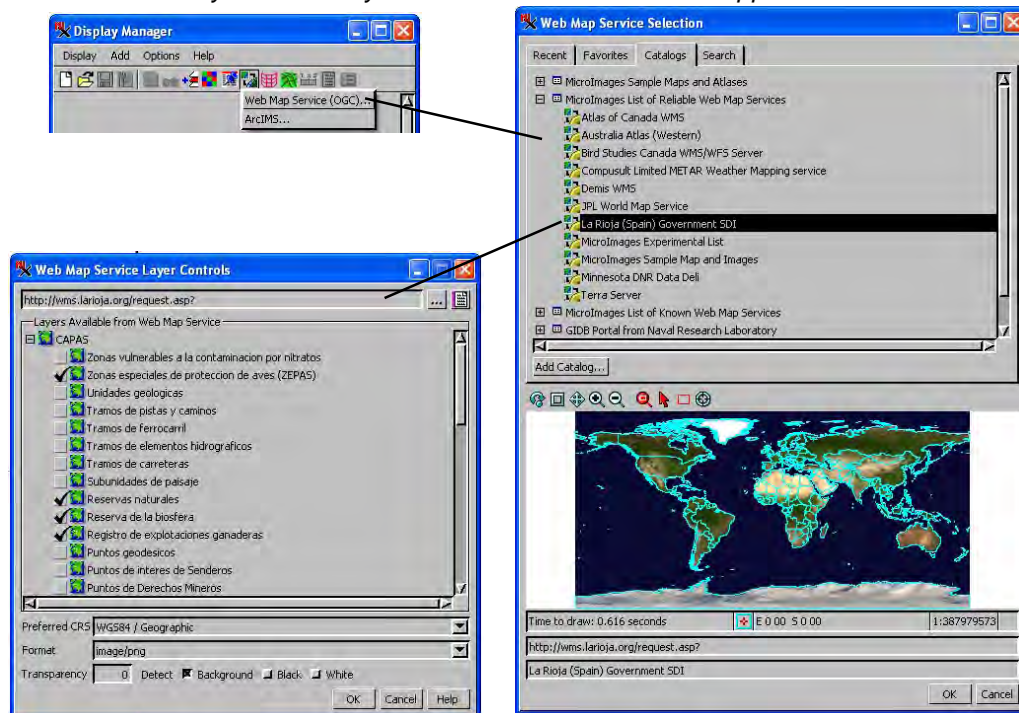 Display Manager
Display Add Options Help
Web Map Service (OGC)...
ArcIMS...
Web Map Service Selection
Recent Favorites Catalogs Search
MicroImages Sample Maps and Atlases
MicroImages List of Reliable Web Map Services
Atlas of Canada WMS
Australia Atlas (Western)
Bird Studies Canada WMS/WFS Server
Compusult Limited METAR Weather Mapping service
Demis WMS
JPL World Map Service
La Rioja (Spain) Government SDI
MicroImages Experimental List
MicroImages Sample Map and Images
Minnesota DNR Data Deli
Terra Server
MicroImages List of Known Web Map Services
GIDB Portal from Naval Research Laboratory
Add Catalog...
Time to draw: 0.616 seconds E 0 00 S 0 00 1:387979573
http://wms.larioja.org/request.asp?
La Rioja (Spain) Government SDI
OK Cancel
Web Map Service Layer Controls
http://wms.larioja.org/request.asp? ...
Layers Available from Web Map Service
CAPAS
Zonas vulnerables a la contaminacion por nitratos
Zonas especiales de proteccion de aves (ZEPAS)
Unidades geologicas
Tramos de pistas y caminos
Tramos de ferrocarril
Tramos de elementos hidrograficos
Tramos de carreteras
Subunidades de paisaje
Reservas naturales
Reserva de la biosfera
Registro de explotaciones ganaderas
Puntos geodesicos
Puntos de interes de Senderos
Puntos de Derechos Mineros
Preferred CRS WGS84 / Geographic
Format image/png
Transparency 0 Detect Background Black White
OK Cancel Help